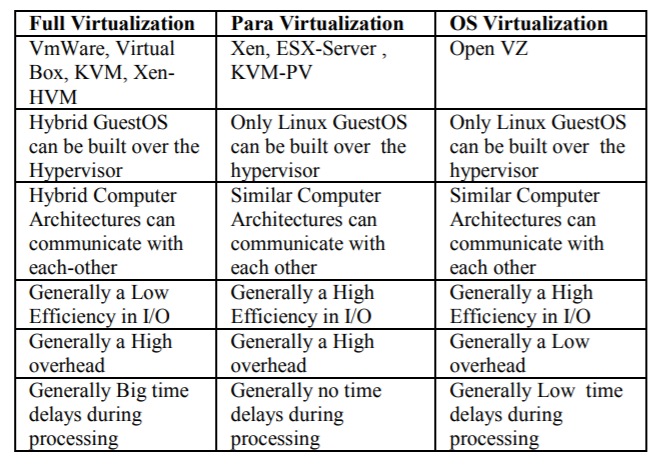 Full Virtualization Para Virtualization OS Virtualization
VmWare, Virtual Xen, ESX-Server , Open VZ
Box, KVM, Xen- KVM-PV
HVM
Hybrid GuestOS Only Linux GuestOS Only Linux GuestOS
can be built over the can be built over the can be built over the
Hypervisor hypervisor hypervisor
Hybrid Computer Similar Computer Similar Computer
Architectures can Architectures can Architectures can
communicate with communicate with communicate with
each-other each other each other
Generally a Low Generally a High Generally a High
Efficiency in I/O Efficiency in I/O Efficiency in I/O
Generally a High Generally a High Generally a Low
overhead overhead overhead
Generally Big time Generally no time Generally Low time
delays during delays during delays during
processing processing processing